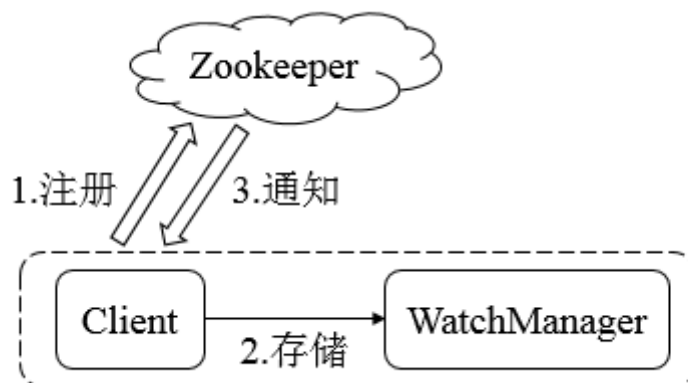 Zookeeper
1.注册
3.通知
Client
WatchManager
2.存储